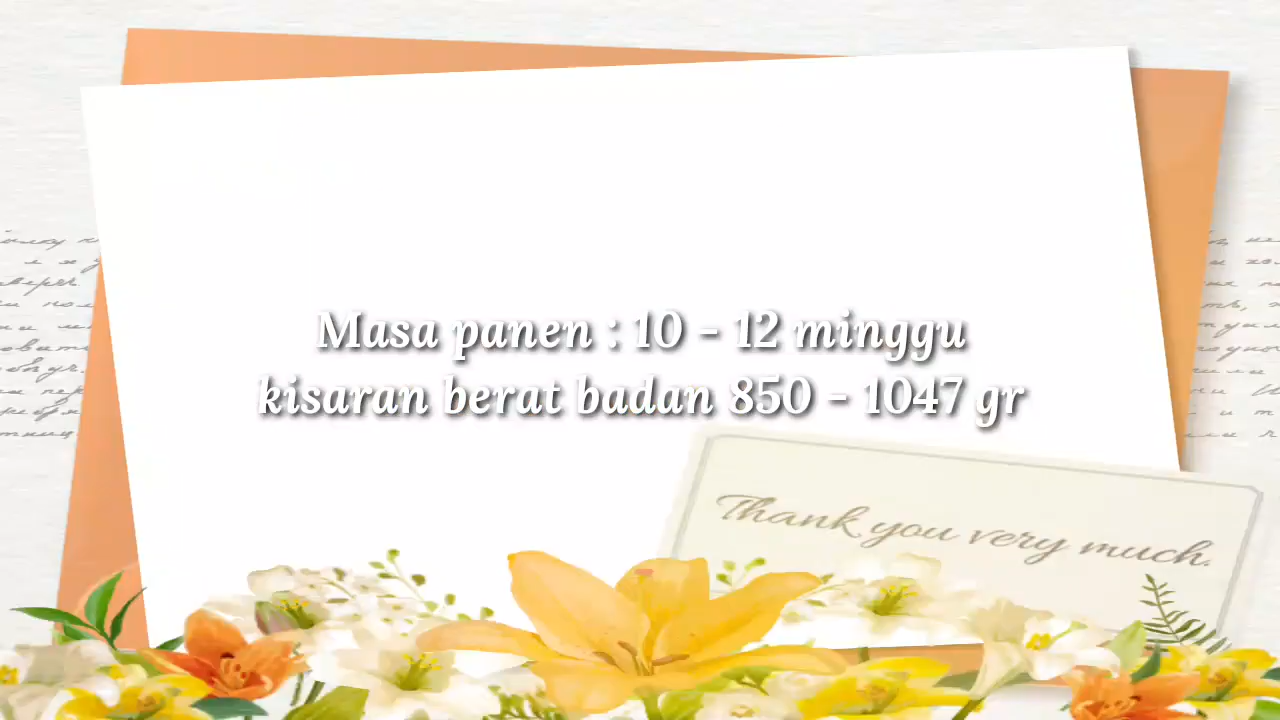 Masa panen : 10 - 12 minggu
kisaran berat badan 850 - 1047 gr
Thank you very much.